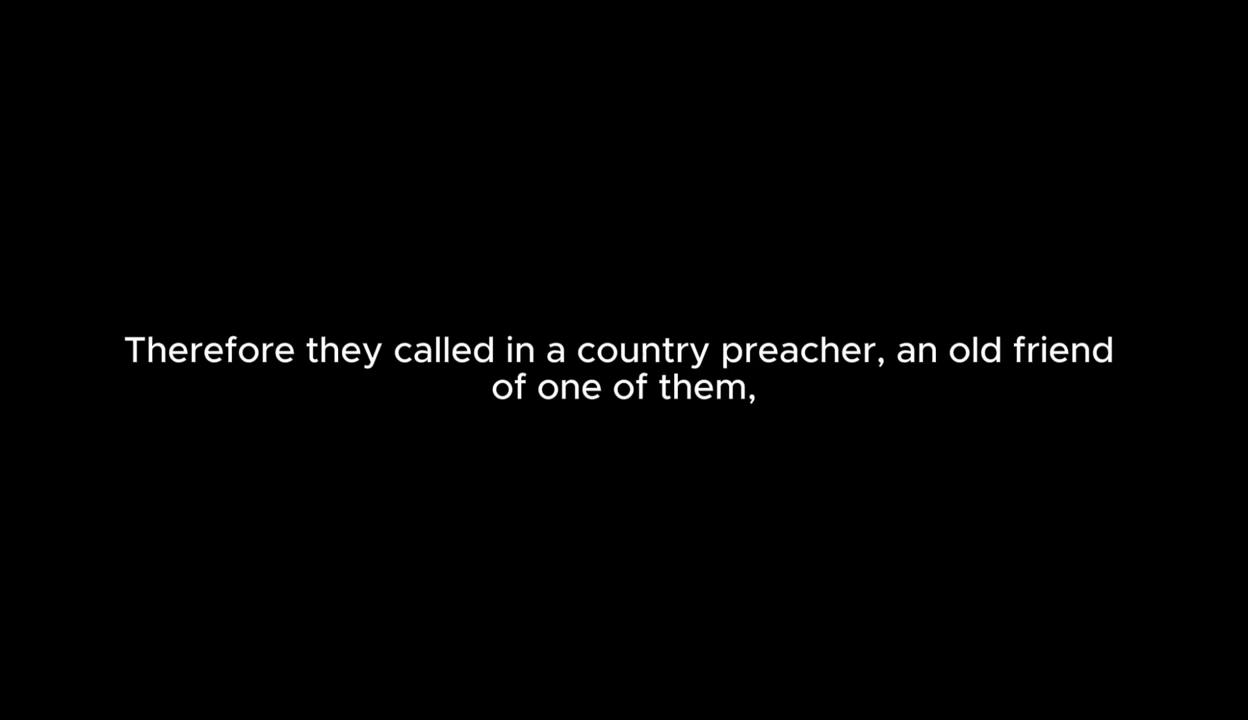 Therefore they called in a country preacher, an old friend
of one of them,